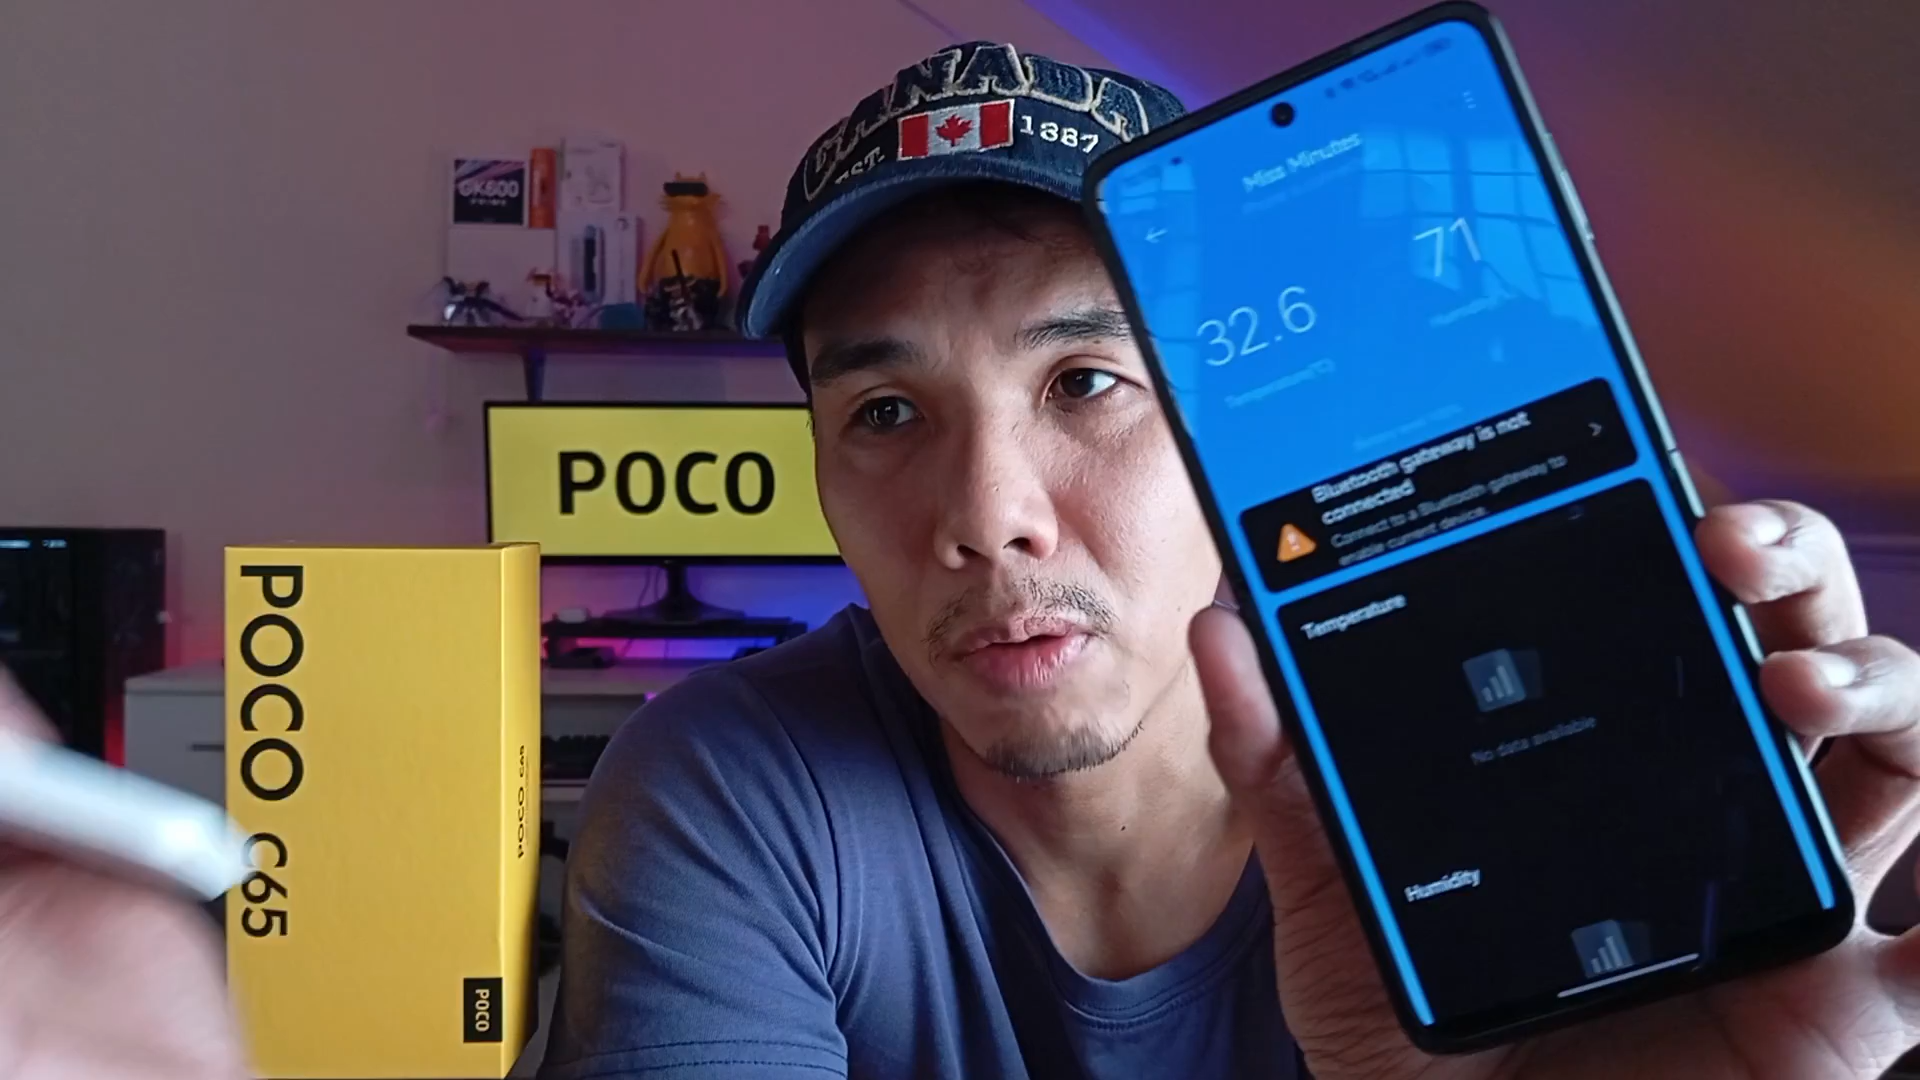 CANADA
EST.
1867
GK600
POCO
POCO C65
POCO C65
POCO
Miss Minutes
32.6
71
Temperature(°C)
Bluetooth gateway is not
connected
Connect to a Bluetooth gateway to
enable current device.
Temperature
No data available
Humidity